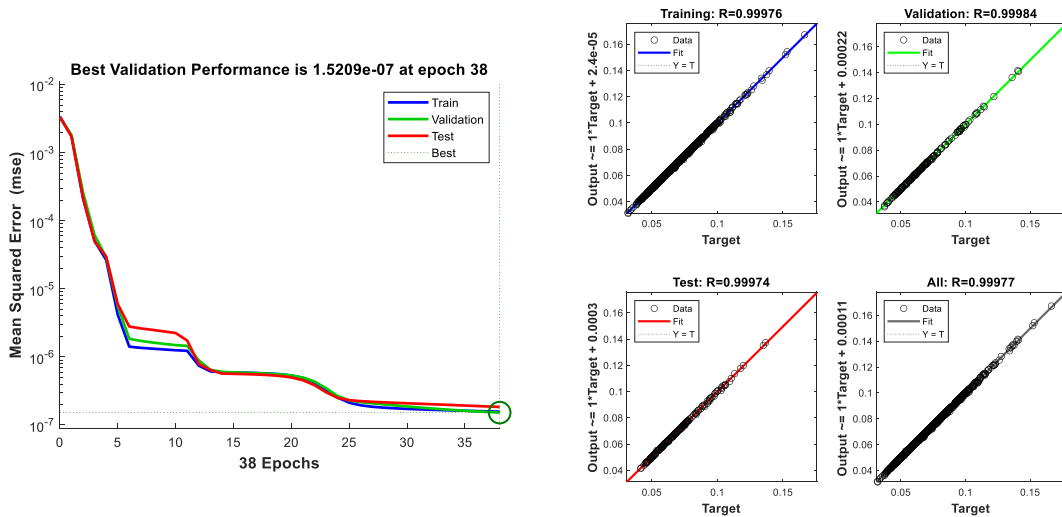 Best Validation Performance is 1.5209e-07 at epoch 38
Mean Squared Error (mse)
10^-2
10^-3
10^-4
10^-5
10^-6
10^-7
Train
Validation
Test
Best
0 5 10 15 20 25 30 35
38 Epochs
Training: R=0.99976
Output ~= 1*Target + 2.4e-05
0.16
0.14
0.12
0.1
0.08
0.06
0.04
Data
Fit
Y = T
0.05 0.1 0.15
Target
Validation: R=0.99984
Output ~= 1*Target + 0.00022
0.16
0.14
0.12
0.1
0.08
0.06
0.04
Data
Fit
Y = T
0.05 0.1 0.15
Target
Test: R=0.99974
Output ~= 1*Target + 0.0003
0.16
0.14
0.12
0.1
0.08
0.06
0.04
Data
Fit
Y = T
0.05 0.1 0.15
Target
All: R=0.99977
Output ~= 1*Target + 0.00011
0.16
0.14
0.12
0.1
0.08
0.06
0.04
Data
Fit
Y = T
0.05 0.1 0.15
Target